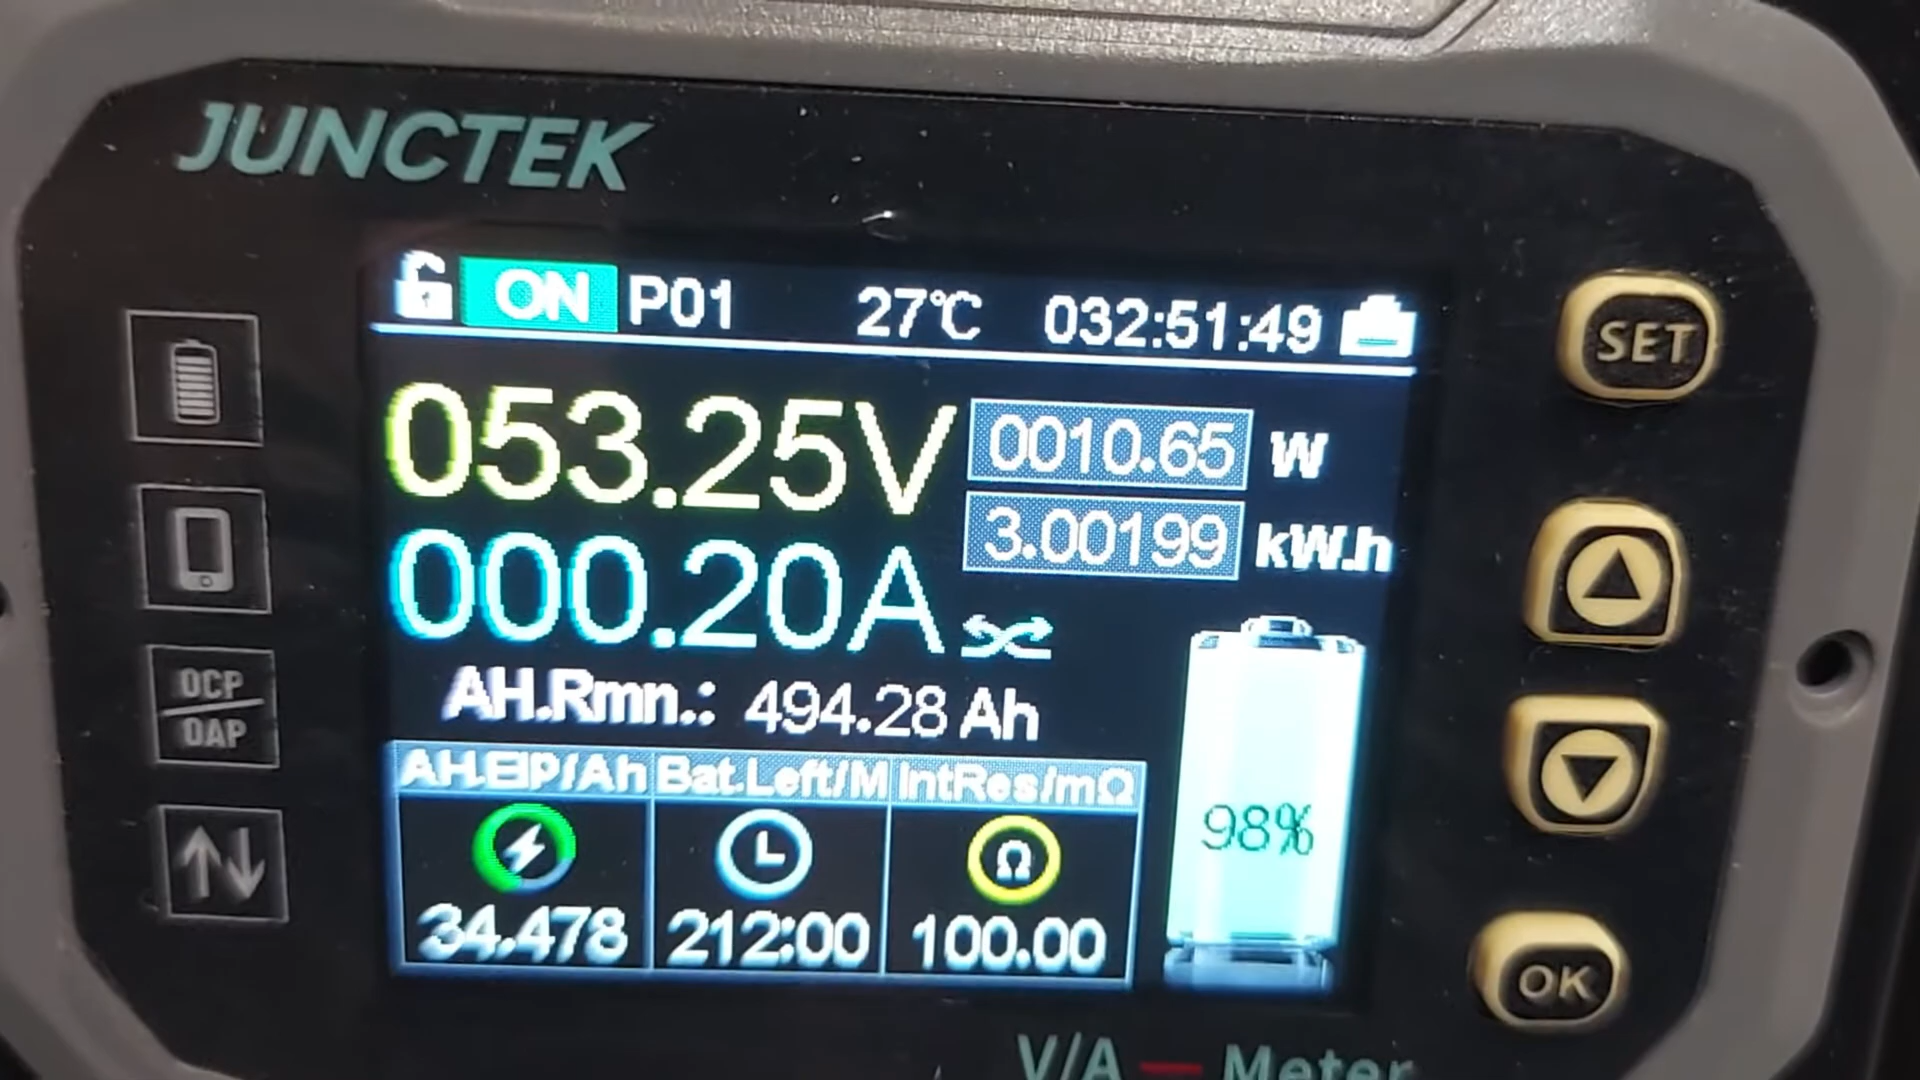 JUNCTEK
ON P01 27℃ 032:51:49
053.25V 0010.65 W
3.00199 kW.h
000.20A
AH.Rmn.: 494.28 Ah
AH.ElP/Ah Bat.Left/M IntRes/mΩ
Ω
34.478 212:00 100.00
98%
OCP
OAP
SET
OK
V/A — Meter